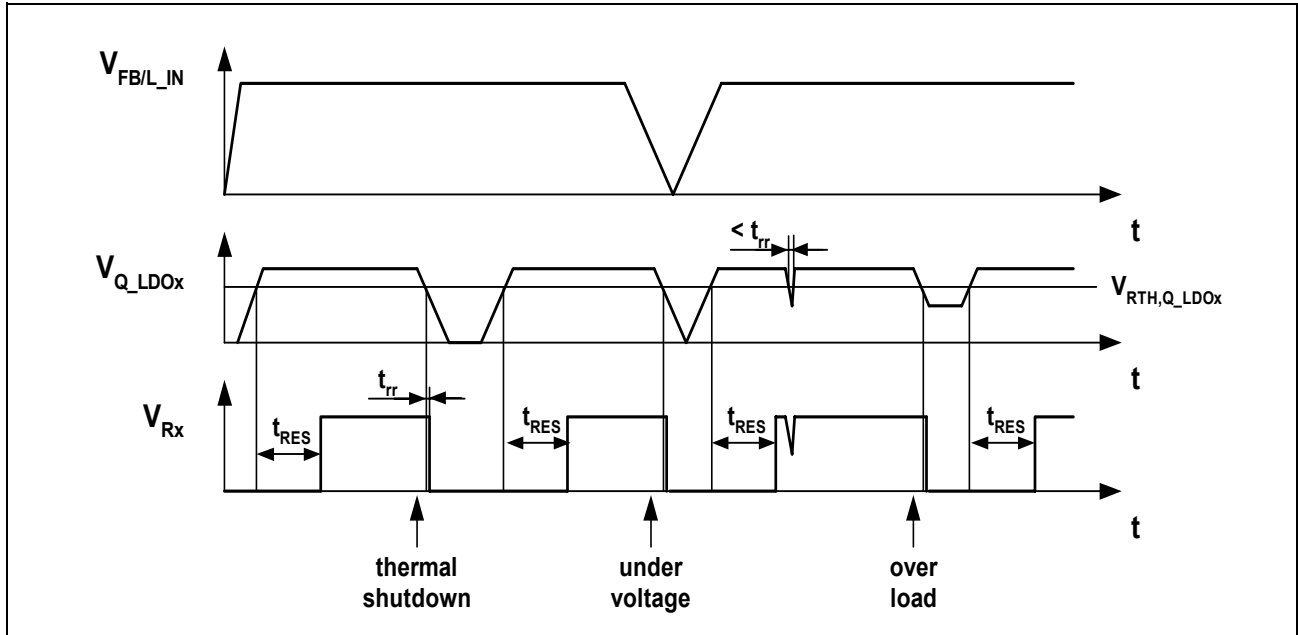 V_FB/L_IN
t
< t_rr
V_Q_LDOx
V_RTH,Q_LDOx
t
t_rr
V_Rx
t_RES
t_RES
t_RES
t_RES
t
thermal
shutdown
under
voltage
over
load